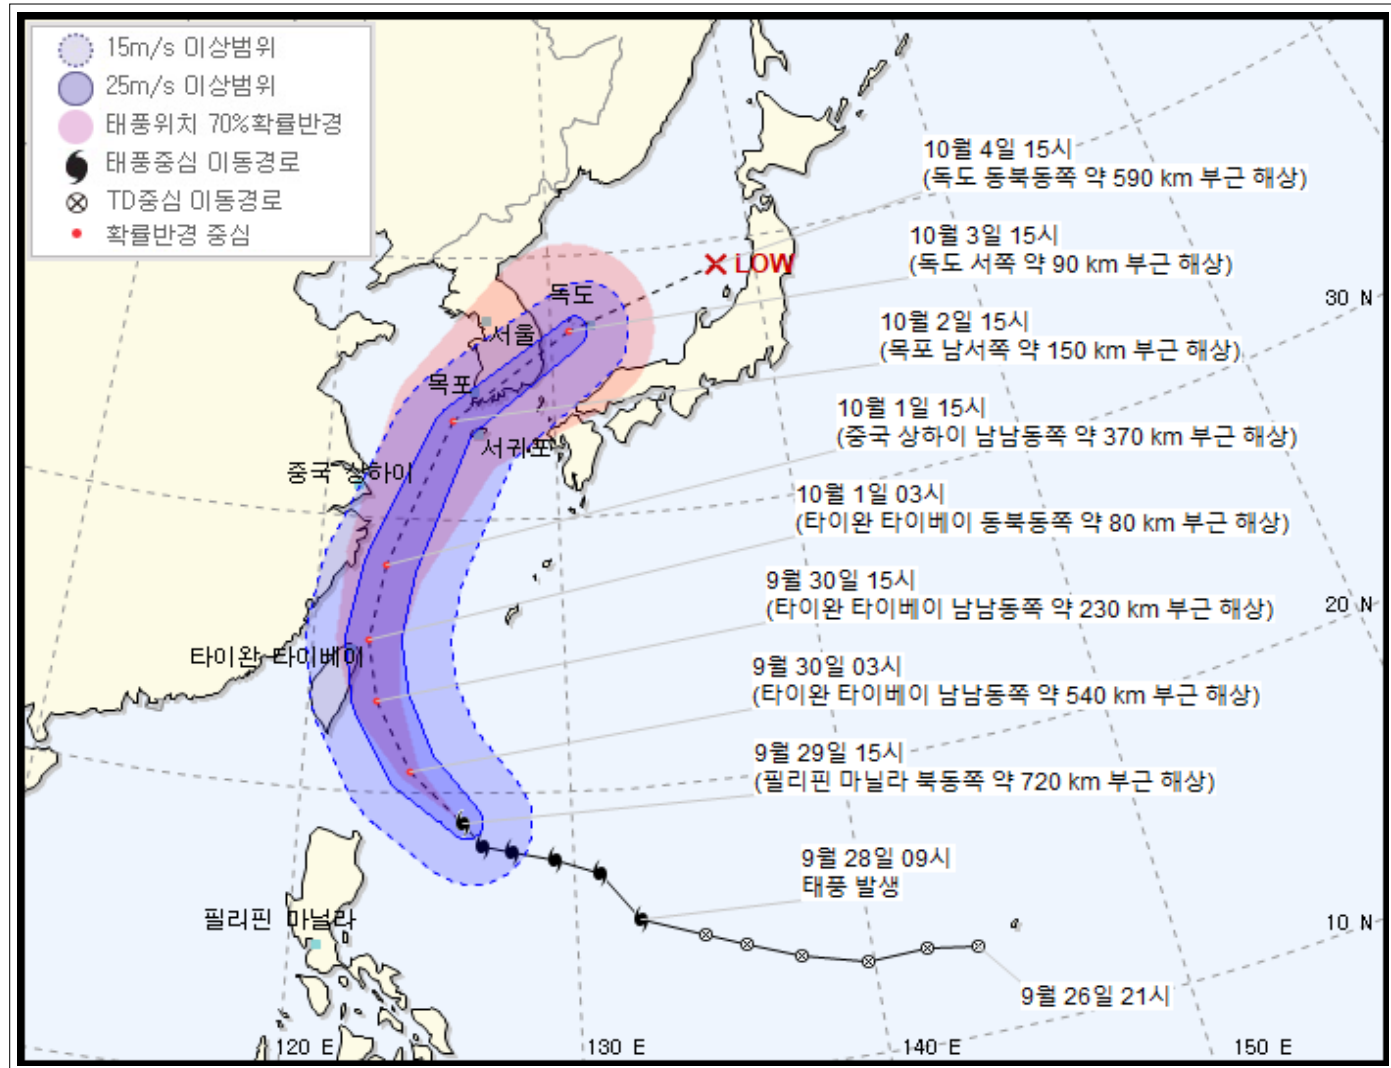 15m/s 이상범위
25m/s 이상범위
태풍위치 70%확률반경
태풍중심 이동경로
TD중심 이동경로
확률반경 중심
10월 4일 15시
(독도 동북동쪽 약 590 km 부근 해상)
10월 3일 15시
(독도 서쪽 약 90 km 부근 해상)
LOW
독도
30 N
10월 2일 15시
(목포 남서쪽 약 150 km 부근 해상)
서울
목포
10월 1일 15시
(중국 상하이 남남동쪽 약 370 km 부근 해상)
서귀포
중국 상하이
10월 1일 03시
(타이완 타이베이 동북동쪽 약 80 km 부근 해상)
9월 30일 15시
(타이완 타이베이 남남동쪽 약 230 km 부근 해상)
20 N
타이완 타이베이
9월 30일 03시
(타이완 타이베이 남남동쪽 약 540 km 부근 해상)
9월 29일 15시
(필리핀 마닐라 북동쪽 약 720 km 부근 해상)
9월 28일 09시
태풍 발생
필리핀 마닐라
10 N
9월 26일 21시
120 E
130 E
140 E
150 E